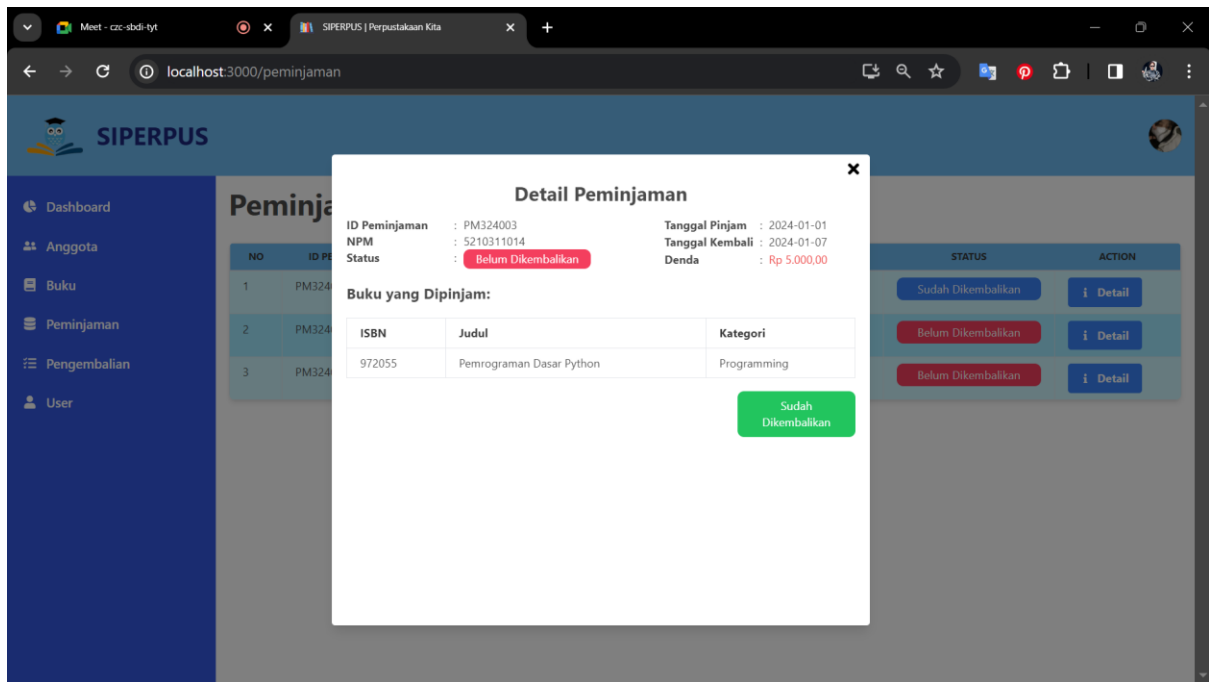 Meet - czc-sbdi-tyt
SIPERPUS | Perpustakaan Kita
localhost:3000/peminjaman
SIPERPUS
Dashboard
Anggota
Buku
Peminjaman
Pengembalian
User
Peminja
NO ID PE STATUS ACTION
1 PM324 Sudah Dikembalikan i Detail
2 PM324 Belum Dikembalikan i Detail
3 PM324 Belum Dikembalikan i Detail
Detail Peminjaman
ID Peminjaman : PM324003
NPM : 5210311014
Status : Belum Dikembalikan
Tanggal Pinjam : 2024-01-01
Tanggal Kembali : 2024-01-07
Denda : Rp 5.000,00
Buku yang Dipinjam:
ISBN Judul Kategori
972055 Pemrograman Dasar Python Programming
Sudah
Dikembalikan